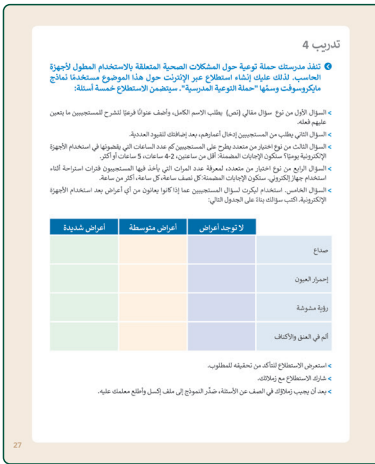 تدريب 4
تنفذ مدرستك حملة توعية حول المشكلات الصحية المتعلقة بالاستخدام المطول لأجهزة
الحاسب. لذلك عليك إنشاء استطلاع عبر الإنترنت حول هذا الموضوع مستخدمًا نماذج
مايكروسوفت وسمّها "حملة التوعية المدرسية". سيتضمن الاستطلاع خمسة أسئلة:
> السؤال الأول من نوع سؤال مقالي (نص) يطلب الاسم الكامل، وأضف عنوانًا فرعيًا لتشرح للمستجيبين ما يتعين
عليهم فعله.
> السؤال الثاني يطلب من المستجيبين إدخال أعمارهم، بعد إضافتك للقيود العددية.
> السؤال الثالث من نوع اختيار من متعدد يطرح على المستجيبين كم عدد الساعات التي يقضونها في استخدام الأجهزة
الإلكترونية يوميًا؟ ستكون الإجابات المضمنة: أقل من ساعتين، 2-4 ساعات، 5 ساعات أو أكثر.
> السؤال الرابع من نوع اختيار من متعدد، لمعرفة عدد المرات التي يأخذ فيها المستجيبون فترات استراحة أثناء
استخدام جهاز إلكتروني. ستكون الإجابات المضمنة: كل نصف ساعة، كل ساعة، أكثر من ساعة.
> السؤال الخامس. استخدام ليكرت لسؤال المستجيبين عما إذا كانوا يعانون من أي أعراض بعد استخدام الأجهزة
الإلكترونية. اكتب سؤالك بناءً على الجدول التالي:
لا توجد أعراض أعراض متوسطة أعراض شديدة
صداع
إحمرار العيون
رؤية مشوشة
ألم في العنق والأكتاف
> استعرض الاستطلاع للتأكد من تحقيقه للمطلوب.
> شارك الاستطلاع مع زملائك.
> بعد أن يجيب زملاؤك في الصف عن الأسئلة، صَدِّر النموذج إلى ملف إكسل وأطلع معلمك عليه.
27